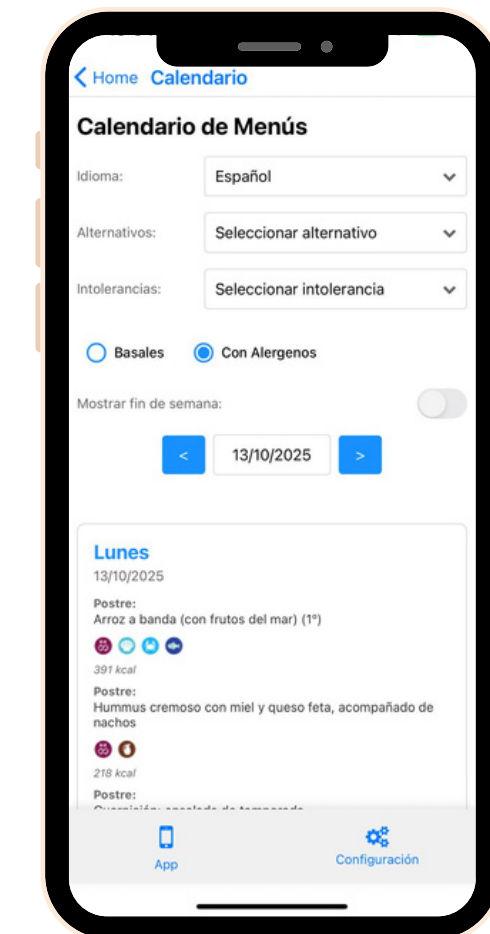 Home Calendario
Calendario de Menús
Idioma: Español
Alternativos: Seleccionar alternativo
Intolerancias: Seleccionar intolerancia
Basales Con Alergenos
Mostrar fin de semana:
< 13/10/2025 >
Lunes
13/10/2025
Postre:
Arroz a banda (con frutos del mar) (1º)
391 kcal
Postre:
Hummus cremoso con miel y queso feta, acompañado de
nachos
218 kcal
Postre:
App Configuración